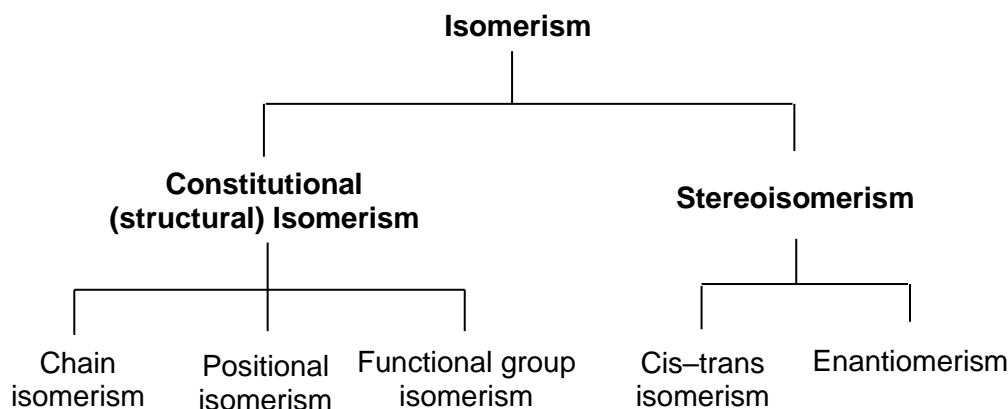 Isomerism
Constitutional
(structural) Isomerism
Stereoisomerism
Chain
isomerism
Positional
isomerism
Functional group
isomerism
Cis–trans
isomerism
Enantiomerism